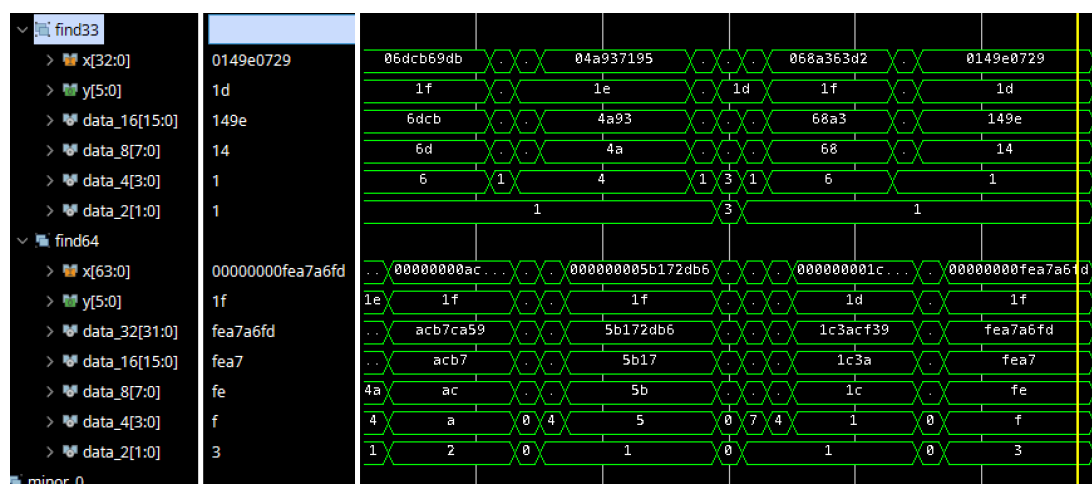 find33
x[32:0] 0149e0729 06dcb69db . . 04a937195 . . . . 068a363d2 . 0149e0729
y[5:0] 1d 1f . . 1e . 1d . 1f . 1d
data_16[15:0] 149e 6dcb . . 4a93 . . . . 68a3 . 149e
data_8[7:0] 14 6d . . 4a . . . . 68 . 14
data_4[3:0] 1 6 1 4 1 3 1 6 1
data_2[1:0] 1 1 3 1
find64
x[63:0] 00000000fea7a6fd .. 00000000ac... . . 000000005b172db6 . . . 000000001c... . 00000000fea7a6fd
y[5:0] 1f 1e 1f . . 1f . . . 1d . 1f
data_32[31:0] fea7a6fd .. acb7ca59 . . 5b172db6 . . . 1c3acf39 . fea7a6fd
data_16[15:0] fea7 .. acb7 . . 5b17 . . . 1c3a . fea7
data_8[7:0] fe 4a ac . . 5b . . . 1c . fe
data_4[3:0] f 4 a 0 4 5 0 7 4 1 0 f
data_2[1:0] 3 1 2 0 1 0 1 0 3